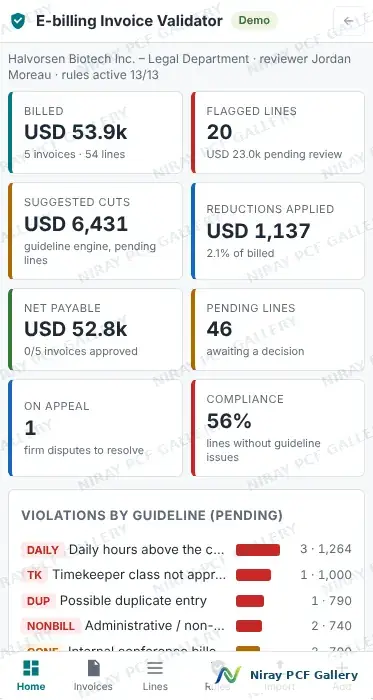 E-billing Invoice Validator
Demo
Halvorsen Biotech Inc. – Legal Department · reviewer Jordan
Moreau · rules active 13/13
BILLED
USD 53.9k
5 invoices · 54 lines
FLAGGED LINES
20
USD 23.0k pending review
SUGGESTED CUTS
USD 6,431
guideline engine, pending
lines
REDUCTIONS APPLIED
USD 1,137
2.1% of billed
NET PAYABLE
USD 52.8k
0/5 invoices approved
PENDING LINES
46
awaiting a decision
ON APPEAL
1
firm disputes to resolve
COMPLIANCE
56%
lines without guideline
issues
VIOLATIONS BY GUIDELINE (PENDING)
DAILY Daily hours above the c... 3 · 1,264
TK Timekeeper class not appr... 1 · 1,000
DUP Possible duplicate entry 1 · 790
NONBILL Administrative / non-... 2 · 740
Home
Invoices
Lines
Niray PCF Gallery
NIRAY PCF GALLERY